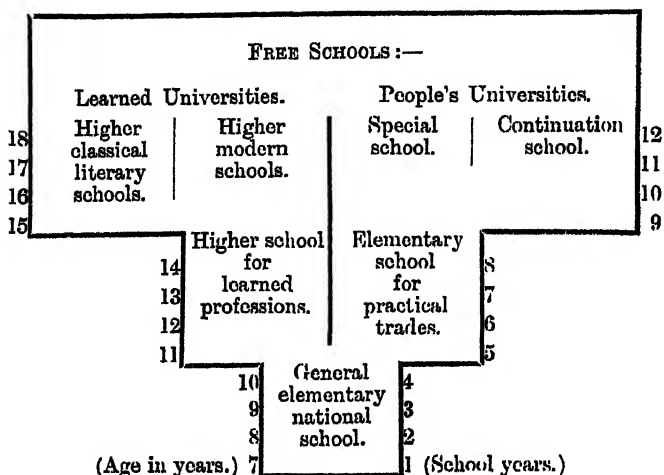 FREE SCHOOLS :—
Learned Universities.
People's Universities.
Higher classical literary schools.
Higher modern schools.
Special school.
Continuation school.
18
17
16
15
12
11
10
9
Higher school for learned professions.
Elementary school for practical trades.
14
13
12
11
8
7
6
5
General elementary national school.
10
9
8
(Age in years.) 7
4
3
2
1 (School years.)